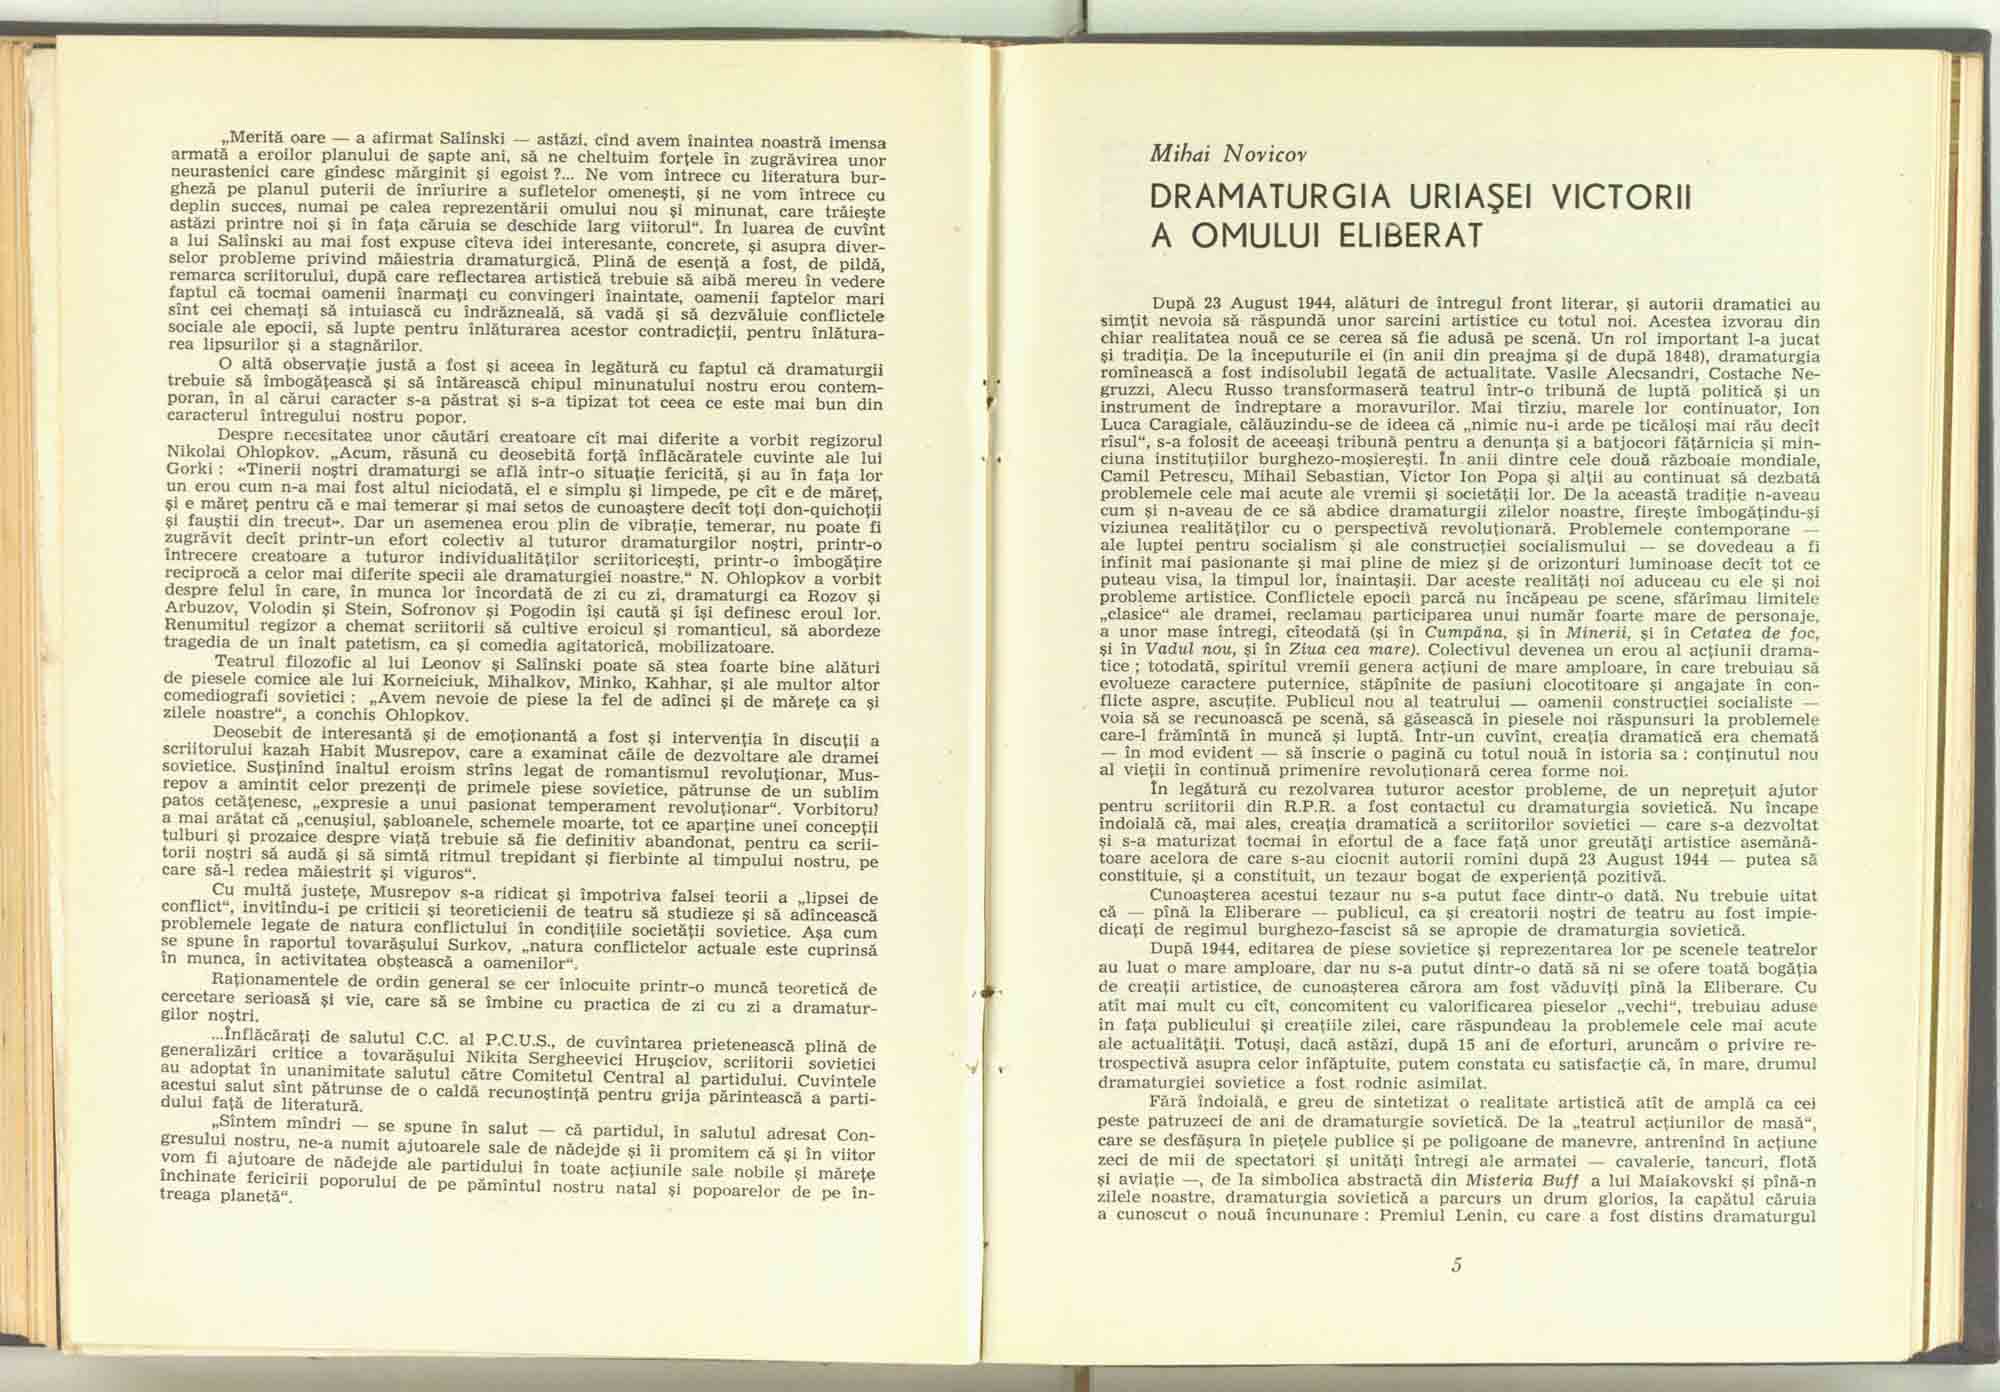 „Merită oare — a afirmat Salînski — astăzi, cînd avem înaintea noastră imensa
armată a eroilor planului de șapte ani, să ne cheltuim forțele în zugrăvirea unor
neurastenici care gîndesc mărginit și egoist ?... Ne vom întrece cu literatura bur-
gheză pe planul puterii de înrîurire a sufletelor omenești, și ne vom întrece cu
deplin succes, numai pe calea reprezentării omului nou și minunat, care trăiește
astăzi printre noi și în fața căruia se deschide larg viitorul“. În luarea de cuvînt
a lui Salînski au mai fost expuse cîteva idei interesante, concrete, și asupra diver-
selor probleme privind măiestria dramaturgică. Plină de esență a fost, de pildă,
remarca scriitorului, după care reflectarea artistică trebuie să aibă mereu în vedere
faptul că tocmai oamenii înarmați cu convingeri înaintate, oamenii faptelor mari
sînt cei chemați să intuiască cu îndrăzneală, să vadă și să dezvăluie conflictele
sociale ale epocii, să lupte pentru înlăturarea acestor contradicții, pentru înlătura-
rea lipsurilor și a stagnărilor.
O altă observație justă a fost și aceea în legătură cu faptul că dramaturgii
trebuie să îmbogățească și să întărească chipul minunatului nostru erou contem-
poran, în al cărui caracter s-a păstrat și s-a tipizat tot ceea ce este mai bun din
caracterul întregului nostru popor.
Despre necesitatea unor căutări creatoare cît mai diferite a vorbit regizorul
Nikolai Ohlopkov. „Acum, răsună cu deosebită forță înflăcăratele cuvinte ale lui
Gorki : «Tinerii noștri dramaturgi se află într-o situație fericită, și au în fața lor
un erou cum n-a mai fost altul niciodată, el e simplu și limpede, pe cît e de măreț,
și e măreț pentru că e mai temerar și mai setos de cunoaștere decît toți don-quichoții
și fauștii din trecut». Dar un asemenea erou plin de vibrație, temerar, nu poate fi
zugrăvit decît printr-un efort colectiv al tuturor dramaturgilor noștri, printr-o
întrecere creatoare a tuturor individualităților scriitoricești, printr-o îmbogățire
reciprocă a celor mai diferite specii ale dramaturgiei noastre.“ N. Ohlopkov a vorbit
despre felul în care, în munca lor încordată de zi cu zi, dramaturgi ca Rozov și
Arbuzov, Volodin și Stein, Sofronov și Pogodin își caută și își definesc eroul lor.
Renumitul regizor a chemat scriitorii să cultive eroicul și romanticul, să abordeze
tragedia de un înalt patetism, ca și comedia agitatorică, mobilizatoare.
Teatrul filozofic al lui Leonov și Salînski poate să stea foarte bine alături
de piesele comice ale lui Korneiciuk, Mihalkov, Minko, Kahhar, și ale multor altor
comediografi sovietici : „Avem nevoie de piese la fel de adînci și de mărețe ca și
zilele noastre“, a conchis Ohlopkov.
Deosebit de interesantă și de emoționantă a fost și intervenția în discuții a
scriitorului kazah Habit Musrepov, care a examinat căile de dezvoltare ale dramei
sovietice. Susținînd înaltul eroism strîns legat de romantismul revoluționar, Mus-
repov a amintit celor prezenți de primele piese sovietice, pătrunse de un sublim
patos cetățenesc, „expresie a unui pasionat temperament revoluționar“. Vorbitorul
a mai arătat că „cenușiul, șabloanele, schemele moarte, tot ce aparține unei concepții
tulburi și prozaice despre viață trebuie să fie definitiv abandonat, pentru ca scrii-
torii noștri să audă și să simtă ritmul trepidant și fierbinte al timpului nostru, pe
care să-l redea măiestrit și viguros“.
Cu multă justețe, Musrepov s-a ridicat și împotriva falsei teorii a „lipsei de
conflict“, invitîndu-i pe criticii și teoreticienii de teatru să studieze și să adîncească
problemele legate de natura conflictului în condițiile societății sovietice. Așa cum
se spune în raportul tovarășului Surkov, „natura conflictelor actuale este cuprinsă
în munca, în activitatea obștească a oamenilor“.
Raționamentele de ordin general se cer înlocuite printr-o muncă teoretică de
cercetare serioasă și vie, care să se îmbine cu practica de zi cu zi a dramatur-
gilor noștri.
...Înflăcărați de salutul C.C. al P.C.U.S., de cuvîntarea prietenească plină de
generalizări critice a tovarășului Nikita Sergheevici Hrușciov, scriitorii sovietici
au adoptat în unanimitate salutul către Comitetul Central al partidului. Cuvintele
acestui salut sînt pătrunse de o caldă recunoștință pentru grija părintească a parti-
dului față de literatură.
„Sîntem mîndri — se spune în salut — că partidul, în salutul adresat Con-
gresului nostru, ne-a numit ajutoarele sale de nădejde și îi promitem că și în viitor
vom fi ajutoare de nădejde ale partidului în toate acțiunile sale nobile și mărețe
închinate fericirii poporului de pe pămîntul nostru natal și popoarelor de pe în-
treaga planetă“.
Mihai Novicov
DRAMATURGIA URIAȘEI VICTORII
A OMULUI ELIBERAT
După 23 August 1944, alături de întregul front literar, și autorii dramatici au
simțit nevoia să răspundă unor sarcini artistice cu totul noi. Acestea izvorau din
chiar realitatea nouă ce se cerea să fie adusă pe scenă. Un rol important l-a jucat
și tradiția. De la începuturile ei (în anii din preajma și de după 1848), dramaturgia
romînească a fost indisolubil legată de actualitate. Vasile Alecsandri, Costache Ne-
gruzzi, Alecu Russo transformaseră teatrul într-o tribună de luptă politică și un
instrument de îndreptare a moravurilor. Mai tîrziu, marele lor continuator, Ion
Luca Caragiale, călăuzindu-se de ideea că „nimic nu-i arde pe ticăloși mai rău decît
rîsul“, s-a folosit de aceeași tribună pentru a denunța și a batjocori fățărnicia și min-
ciuna instituțiilor burghezo-moșierești. În anii dintre cele două războaie mondiale,
Camil Petrescu, Mihail Sebastian, Victor Ion Popa și alții au continuat să dezbată
problemele cele mai acute ale vremii și societății lor. De la această tradiție n-aveau
cum și n-aveau de ce să abdice dramaturgii zilelor noastre, firește îmbogățindu-și
viziunea realităților cu o perspectivă revoluționară. Problemele contemporane —
ale luptei pentru socialism și ale construcției socialismului — se dovedeau a fi
infinit mai pasionante și mai pline de miez și de orizonturi luminoase decît tot ce
puteau visa, la timpul lor, înaintașii. Dar aceste realități noi aduceau cu ele și noi
probleme artistice. Conflictele epocii parcă nu încăpeau pe scene, sfărîmau limitele
„clasice“ ale dramei, reclamau participarea unui număr foarte mare de personaje,
a unor mase întregi, cîteodată (și în Cumpăna, și în Minerii, și în Cetatea de foc,
și în Vadul nou, și în Ziua cea mare). Colectivul devenea un erou al acțiunii drama-
tice ; totodată, spiritul vremii genera acțiuni de mare amploare, în care trebuiau să
evolueze caractere puternice, stăpînite de pasiuni clocotitoare și angajate în con-
flicte aspre, ascuțite. Publicul nou al teatrului — oamenii construcției socialiste —
voia să se recunoască pe scenă, să găsească în piesele noi răspunsuri la problemele
care-l frămîntă în muncă și luptă. Într-un cuvînt, creația dramatică era chemată
— în mod evident — să înscrie o pagină cu totul nouă în istoria sa : conținutul nou
al vieții în continuă primenire revoluționară cerea forme noi.
În legătură cu rezolvarea tuturor acestor probleme, de un neprețuit ajutor
pentru scriitorii din R.P.R. a fost contactul cu dramaturgia sovietică. Nu încape
îndoială că, mai ales, creația dramatică a scriitorilor sovietici — care s-a dezvoltat
și s-a maturizat tocmai în efortul de a face față unor greutăți artistice asemănă-
toare acelora de care s-au ciocnit autorii romîni după 23 August 1944 — putea să
constituie, și a constituit, un tezaur bogat de experiență pozitivă.
Cunoașterea acestui tezaur nu s-a putut face dintr-o dată. Nu trebuie uitat
că — pînă la Eliberare — publicul, ca și creatorii noștri de teatru au fost impie-
dicați de regimul burghezo-fascist să se apropie de dramaturgia sovietică.
După 1944, editarea de piese sovietice și reprezentarea lor pe scenele teatrelor
au luat o mare amploare, dar nu s-a putut dintr-o dată să ni se ofere toată bogăția
de creații artistice, de cunoașterea cărora am fost văduviți pînă la Eliberare. Cu
atît mai mult cu cît, concomitent cu valorificarea pieselor „vechi“, trebuiau aduse
în fața publicului și creațiile zilei, care răspundeau la problemele cele mai acute
ale actualității. Totuși, dacă astăzi, după 15 ani de eforturi, aruncăm o privire re-
trospectivă asupra celor înfăptuite, putem constata cu satisfacție că, în mare, drumul
dramaturgiei sovietice a fost rodnic asimilat.
Fără îndoială, e greu de sintetizat o realitate artistică atît de amplă ca cei
peste patruzeci de ani de dramaturgie sovietică. De la „teatrul acțiunilor de masă“,
care se desfășura în piețele publice și pe poligoane de manevre, antrenînd în acțiune
zeci de mii de spectatori și unități întregi ale armatei — cavalerie, tancuri, flotă
și aviație —, de la simbolica abstractă din Misteria Buff a lui Maiakovski și pînă-n
zilele noastre, dramaturgia sovietică a parcurs un drum glorios, la capătul căruia
a cunoscut o nouă încununare : Premiul Lenin, cu care a fost distins dramaturgul
5